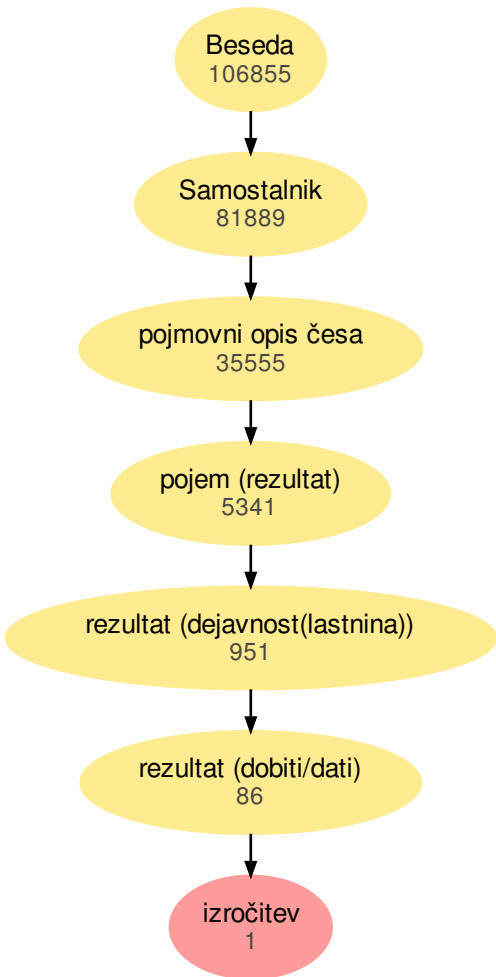 Beseda
106855
Samostalnik
81889
pojmovni opis česa
35555
pojem (rezultat)
5341
rezultat (dejavnost(lastnina))
951
rezultat (dobiti/dati)
86
izročitev
1